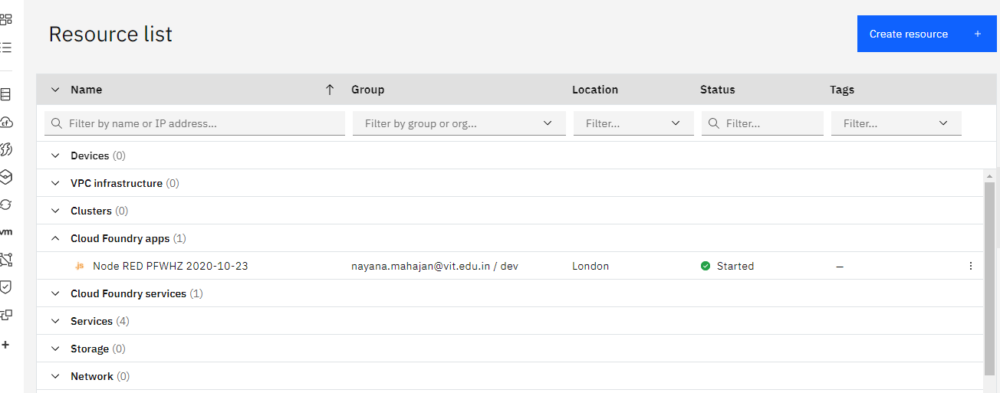 Resource list
Create resource +
Name Group Location Status Tags
Filter by name or IP address... Filter by group or org... Filter... Filter... Filter...
Devices (0)
VPC infrastructure (0)
Clusters (0)
Cloud Foundry apps (1)
JS Node RED PFWHZ 2020-10-23 nayana.mahajan@vit.edu.in / dev London Started —
Cloud Foundry services (1)
Services (4)
Storage (0)
Network (0)
cf
vm
+